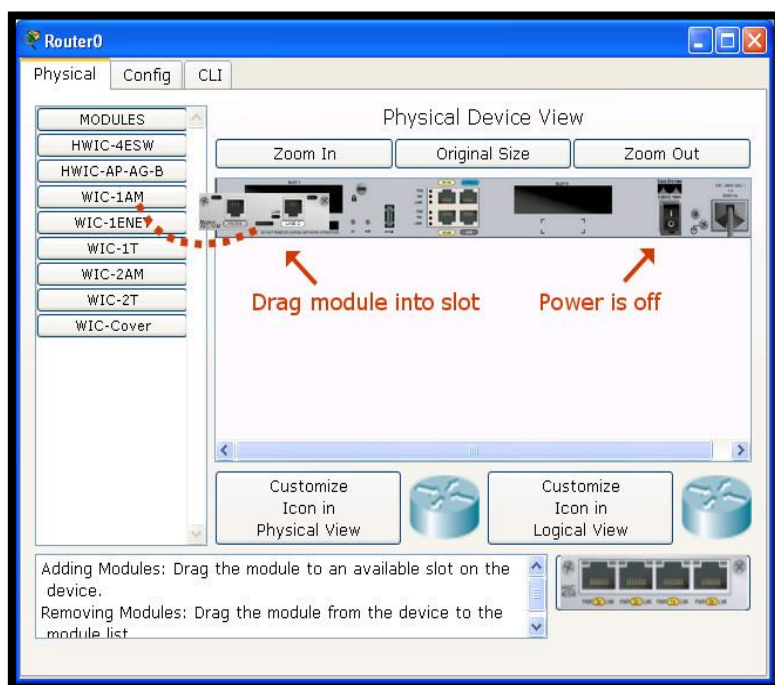 Router0
Physical Config CLI
MODULES
HWIC-4ESW
HWIC-AP-AG-B
WIC-1AM
WIC-1ENET
WIC-1T
WIC-2AM
WIC-2T
WIC-Cover
Physical Device View
Zoom In Original Size Zoom Out
Drag module into slot
Power is off
Customize
Icon in
Physical View
Customize
Icon in
Logical View
Adding Modules: Drag the module to an available slot on the
device.
Removing Modules: Drag the module from the device to the
module list